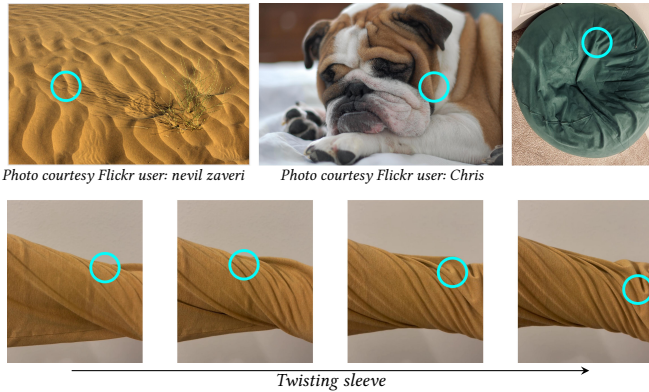 Photo courtesy Flickr user: nevil zaveri
Photo courtesy Flickr user: Chris
Twisting sleeve